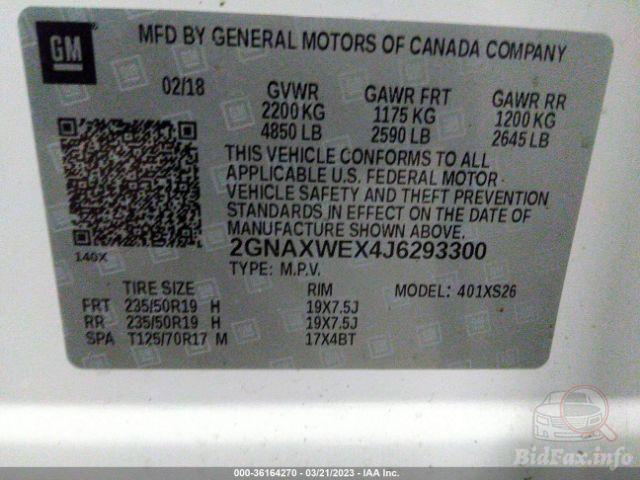 GM
MFD BY GENERAL MOTORS OF CANADA COMPANY
02/18 GVWR GAWR FRT GAWR RR
2200 KG 1175 KG 1200 KG
4850 LB 2590 LB 2645 LB
THIS VEHICLE CONFORMS TO ALL
APPLICABLE U.S. FEDERAL MOTOR
VEHICLE SAFETY AND THEFT PREVENTION
STANDARDS IN EFFECT ON THE DATE OF
MANUFACTURE SHOWN ABOVE.
140X 2GNAXWEX4J6293300
TYPE: M.P.V.
TIRE SIZE RIM MODEL: 401XS26
FRT 235/50R19 H 19X7.5J
RR 235/50R19 H 19X7.5J
SPA T125/70R17 M 17X4BT
BidFax.info
000-36164270 - 03/21/2023 - IAA Inc.